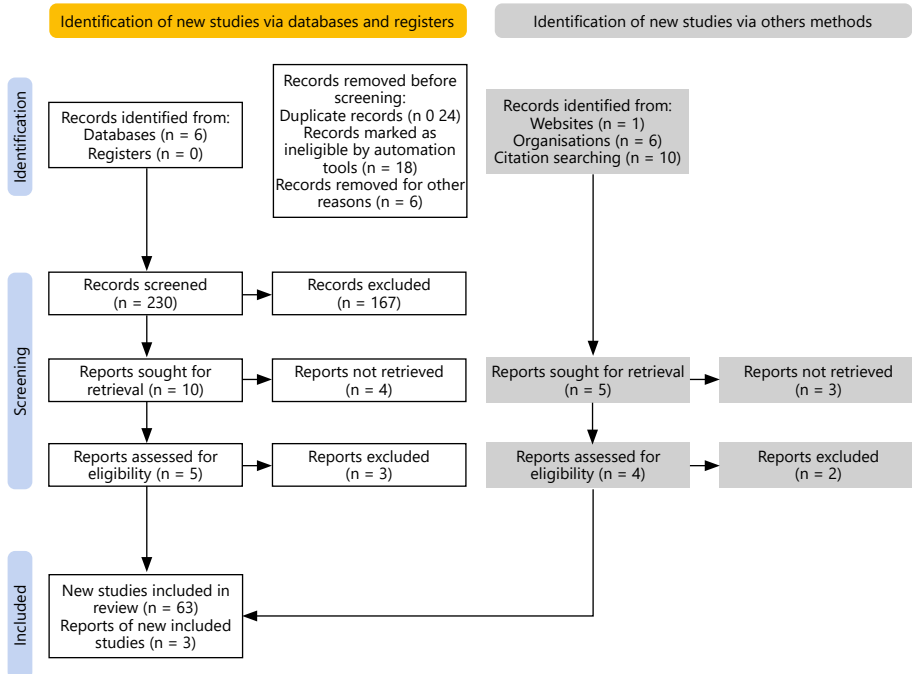 Identification of new studies via databases and registers
Identification of new studies via others methods
Identification
Records identified from:
Databases (n = 6)
Registers (n = 0)
Records removed before
screening:
Duplicate records (n 0 24)
Records marked as
ineligible by automation
tools (n = 18)
Records removed for other
reasons (n = 6)
Records identified from:
Websites (n = 1)
Organisations (n = 6)
Citation searching (n = 10)
Screening
Records screened
(n = 230)
Records excluded
(n = 167)
Reports sought for
retrieval (n = 10)
Reports not retrieved
(n = 4)
Reports sought for retrieval
(n = 5)
Reports not retrieved
(n = 3)
Reports assessed for
eligibility (n = 5)
Reports excluded
(n = 3)
Reports assessed for
eligibility (n = 4)
Reports excluded
(n = 2)
Included
New studies included in
review (n = 63)
Reports of new included
studies (n = 3)